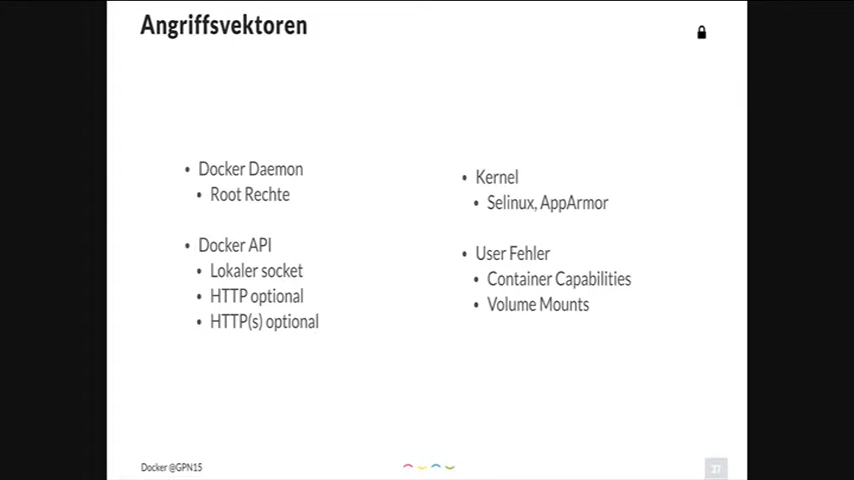 Angriffsvektoren
• Docker Daemon
• Root Rechte
• Docker API
• Lokaler socket
• HTTP optional
• HTTP(s) optional
• Kernel
• Selinux, AppArmor
• User Fehler
• Container Capabilities
• Volume Mounts
Docker @GPN15
37